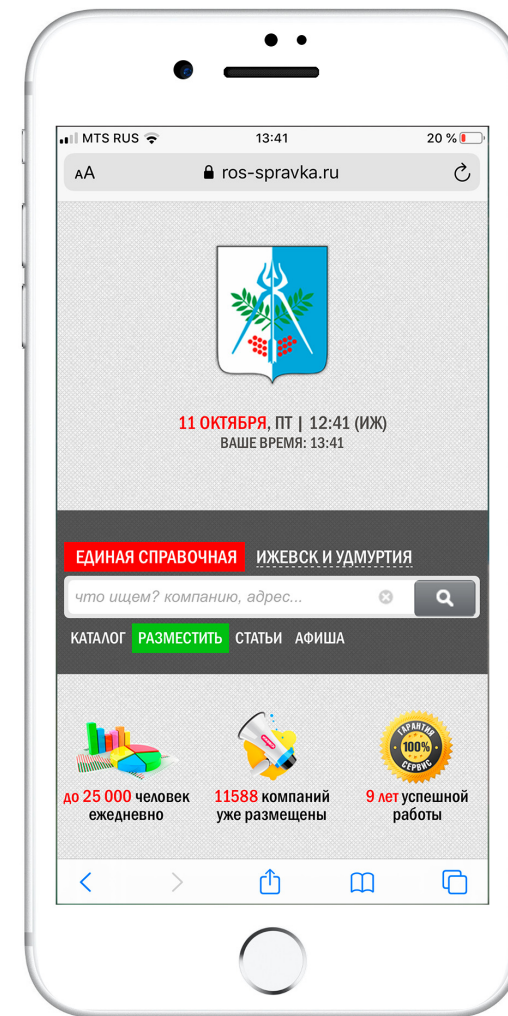 MTS RUS 13:41 20 %
AA ros-spravka.ru
11 ОКТЯБРЯ, ПТ | 12:41 (ИЖ)
ВАШЕ ВРЕМЯ: 13:41
ЕДИНАЯ СПРАВОЧНАЯ ИЖЕВСК И УДМУРТИЯ
что ищем? компанию, адрес...
КАТАЛОГ РАЗМЕСТИТЬ СТАТЬИ АФИША
ГАРАНТИЯ
100%
СЕРВИС
до 25 000 человек
ежедневно
11588 компаний
уже размещены
9 лет успешной
работы